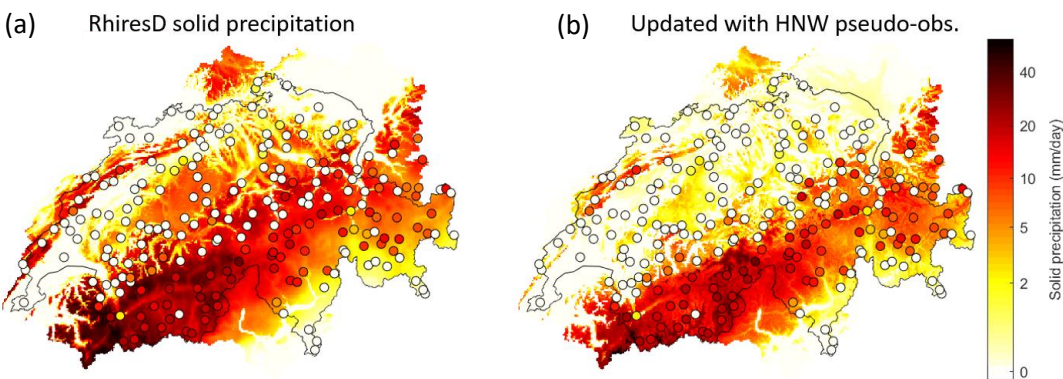 (a) RhiresD solid precipitation
(b) Updated with HNW pseudo-obs.
40
20
10
5
2
0
Solid precipitation (mm/day)